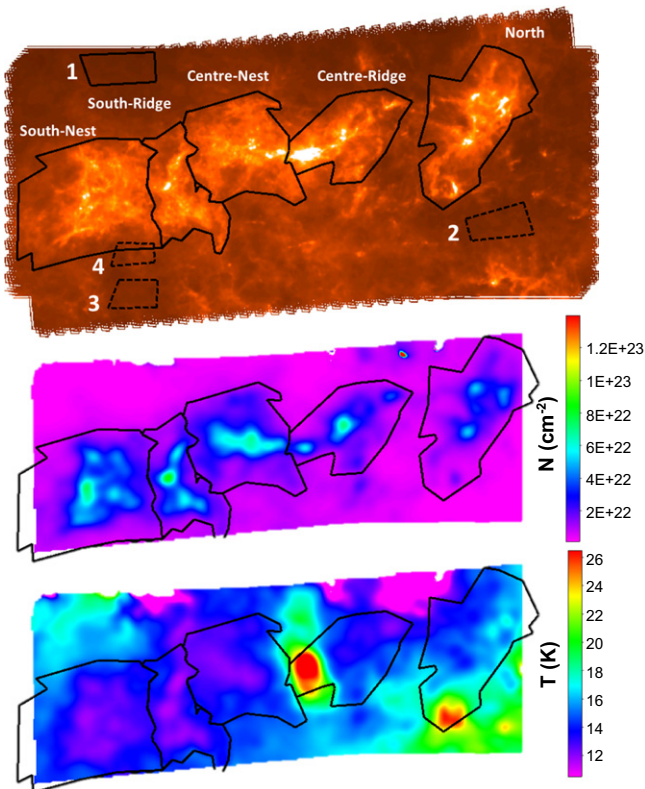 North
1
Centre-Nest
Centre-Ridge
South-Ridge
South-Nest
2
4
3
1.2E+23
1E+23
8E+22
6E+22
4E+22
2E+22
N (cm-2)
26
24
22
20
18
16
14
12
T (K)